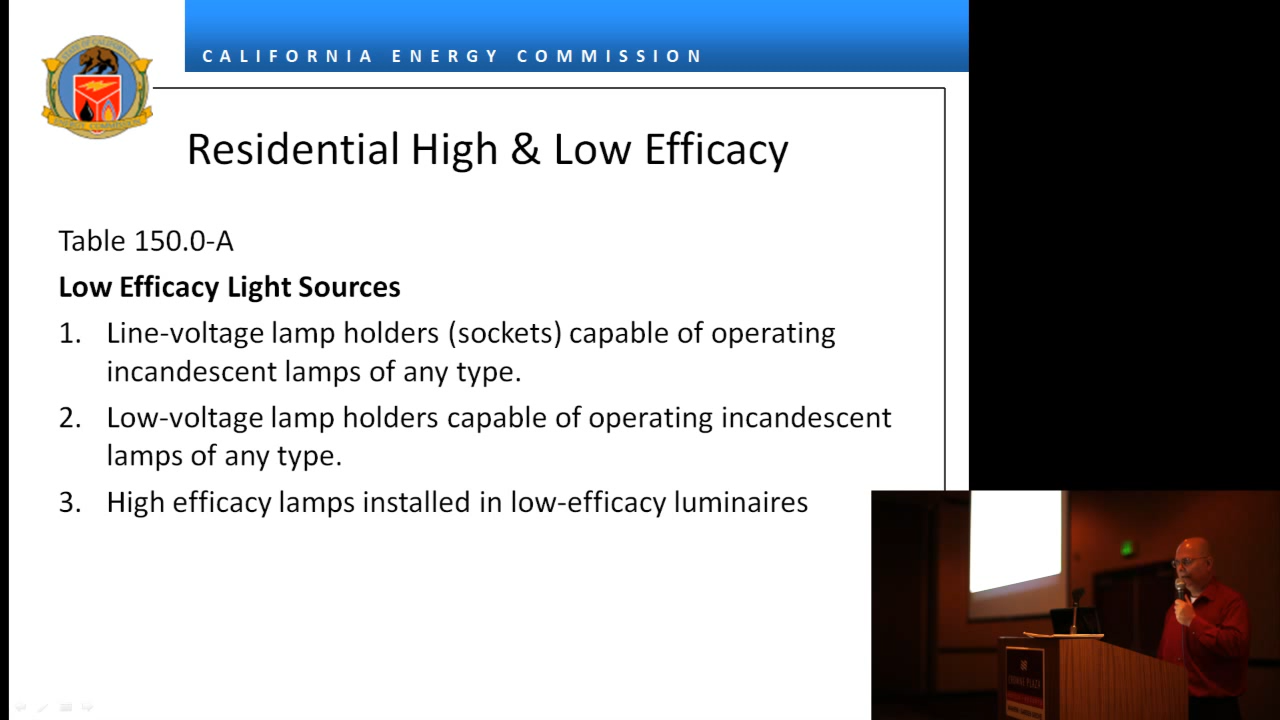 CALIFORNIA ENERGY COMMISSION
Residential High & Low Efficacy
Table 150.0-A
Low Efficacy Light Sources
1. Line-voltage lamp holders (sockets) capable of operating
incandescent lamps of any type.
2. Low-voltage lamp holders capable of operating incandescent
lamps of any type.
3. High efficacy lamps installed in low-efficacy luminaires